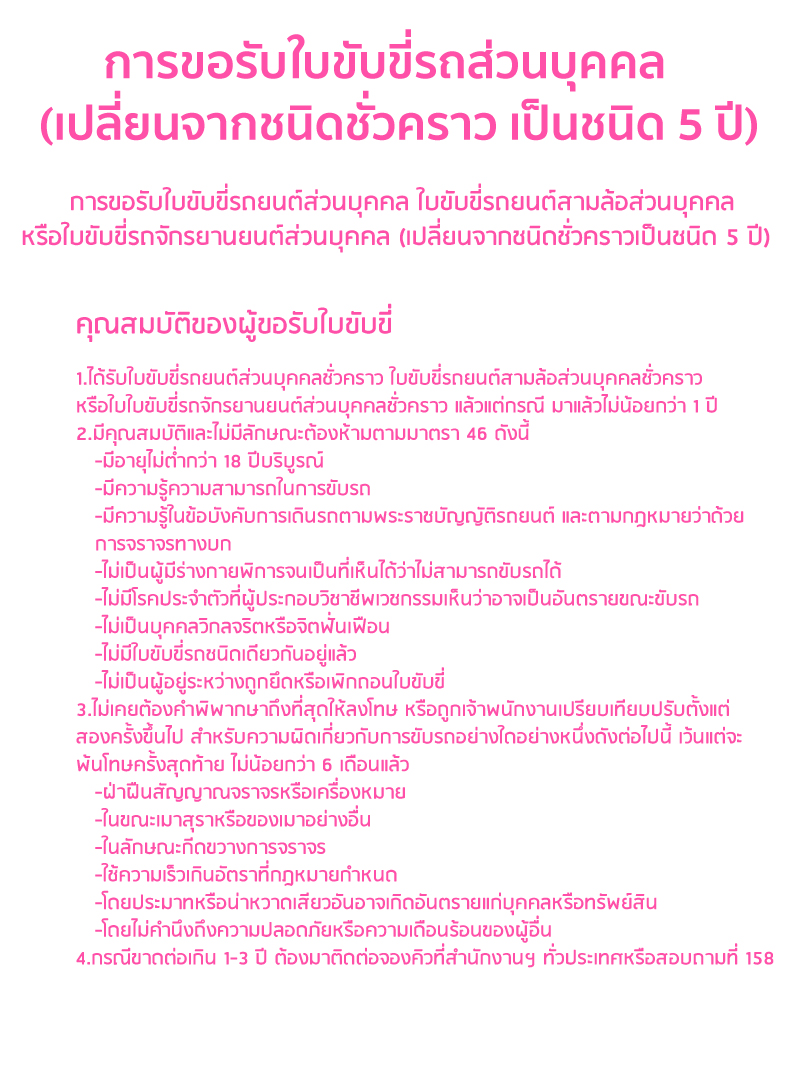 การขอรับใบขับขี่รถส่วนบุคคล
(เปลี่ยนจากชนิดชั่วคราว เป็นชนิด 5 ปี)
การขอรับใบขับขี่รถยนต์ส่วนบุคคล ใบขับขี่รถยนต์สามล้อส่วนบุคคล
หรือใบขับขี่รถจักรยานยนต์ส่วนบุคคล (เปลี่ยนจากชนิดชั่วคราวเป็นชนิด 5 ปี)
คุณสมบัติของผู้ขอรับใบขับขี่
1.ได้รับใบขับขี่รถยนต์ส่วนบุคคลชั่วคราว ใบขับขี่รถยนต์สามล้อส่วนบุคคลชั่วคราว
หรือใบใบขับขี่รถจักรยานยนต์ส่วนบุคคลชั่วคราว แล้วแต่กรณี มาแล้วไม่น้อยกว่า 1 ปี
2.มีคุณสมบัติและไม่มีลักษณะต้องห้ามตามมาตรา 46 ดังนี้
-มีอายุไม่ต่ำกว่า 18 ปีบริบูรณ์
-มีความรู้ความสามารถในการขับรถ
-มีความรู้ในข้อบังคับการเดินรถตามพระราชบัญญัติรถยนต์ และตามกฎหมายว่าด้วย
การจราจรทางบก
-ไม่เป็นผู้มีร่างกายพิการจนเป็นที่เห็นได้ว่าไม่สามารถขับรถได้
-ไม่มีโรคประจำตัวที่ผู้ประกอบวิชาชีพเวชกรรมเห็นว่าอาจเป็นอันตรายขณะขับรถ
-ไม่เป็นบุคคลวิกลจริตหรือจิตฟั่นเฟือน
-ไม่มีใบขับขี่รถชนิดเดียวกันอยู่แล้ว
-ไม่เป็นผู้อยู่ระหว่างถูกยึดหรือเพิกถอนใบขับขี่
3.ไม่เคยต้องคำพิพากษาถึงที่สุดให้ลงโทษ หรือถูกเจ้าพนักงานเปรียบเทียบปรับตั้งแต่
สองครั้งขึ้นไป สำหรับความผิดเกี่ยวกับการขับรถอย่างใดอย่างหนึ่งดังต่อไปนี้ เว้นแต่จะ
พ้นโทษครั้งสุดท้าย ไม่น้อยกว่า 6 เดือนแล้ว
-ฝ่าฝืนสัญญาณจราจรหรือเครื่องหมาย
-ในขณะเมาสุราหรือของเมาอย่างอื่น
-ในลักษณะกีดขวางการจราจร
-ใช้ความเร็วเกินอัตราที่กฎหมายกำหนด
-โดยประมาทหรือน่าหวาดเสียวอันอาจเกิดอันตรายแก่บุคคลหรือทรัพย์สิน
-โดยไม่คำนึงถึงความปลอดภัยหรือความเดือนร้อนของผู้อื่น
4.กรณีขาดต่อเกิน 1-3 ปี ต้องมาติดต่อจองคิวที่สำนักงานฯ ทั่วประเทศหรือสอบถามที่ 158